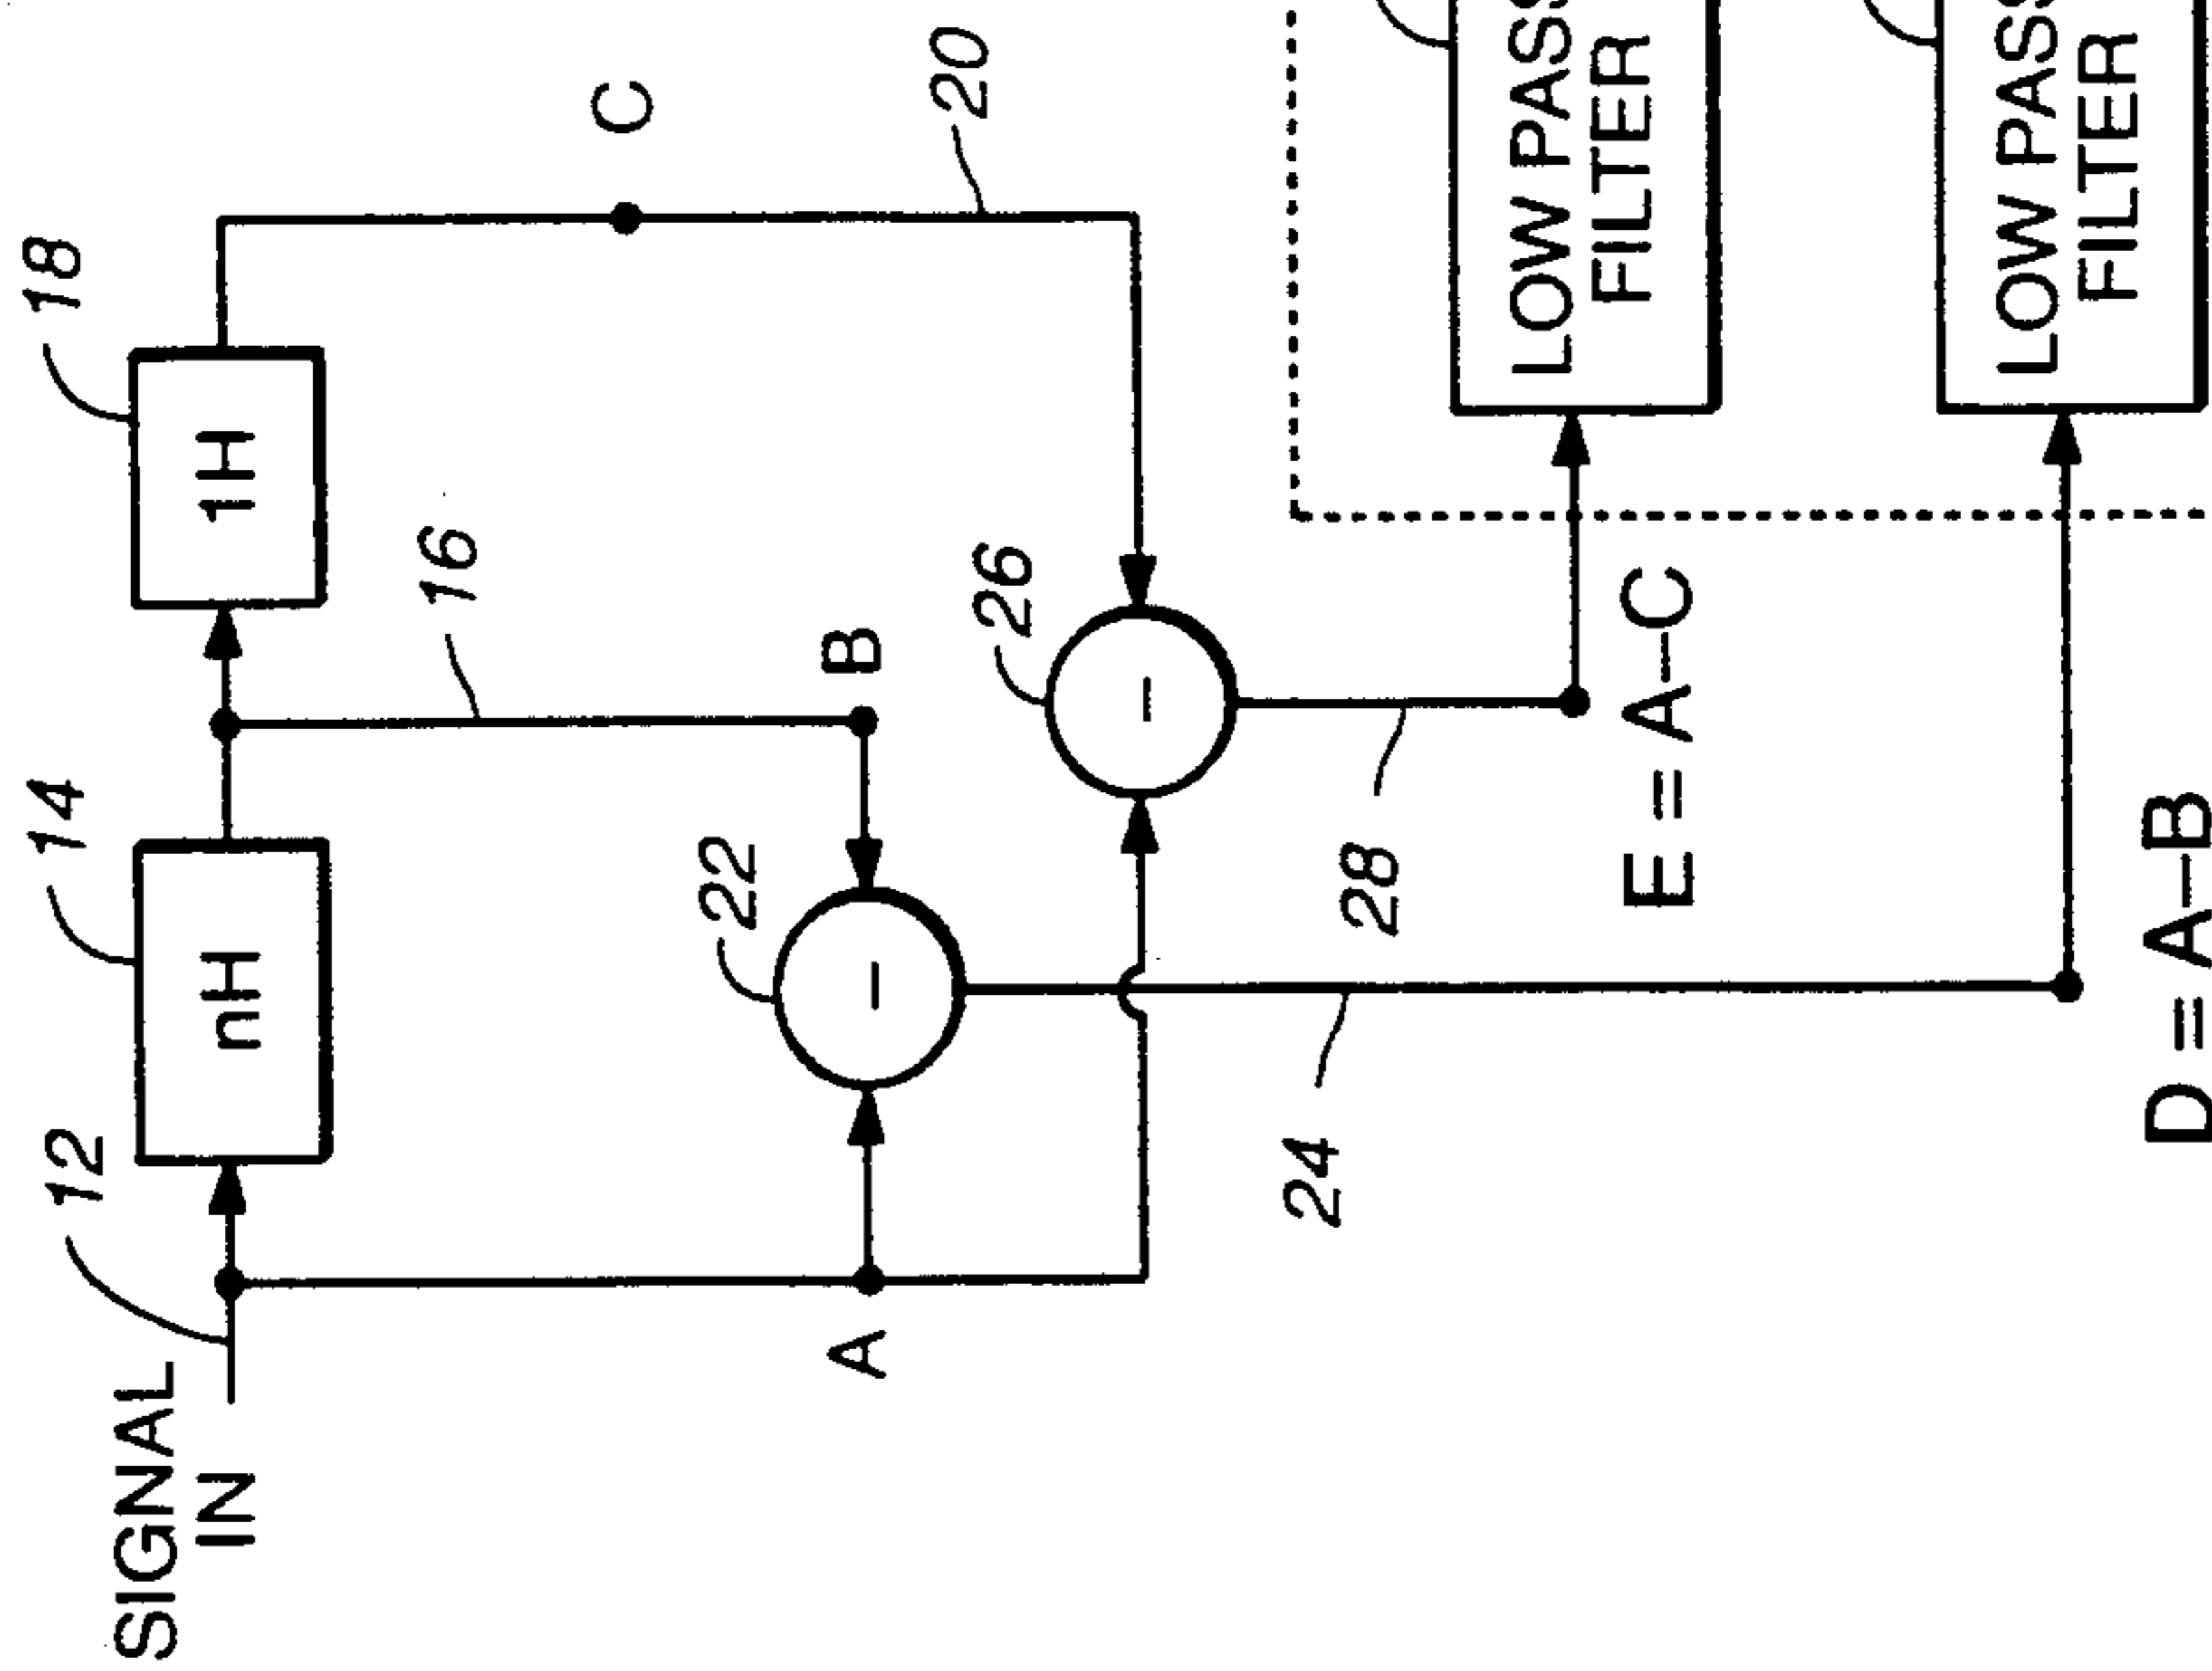 SIGNAL
IN
12
nH
14
16
1H
18
A
B
C
20
22
26
24
28
E = A–C
D = A–B
LOW PASS
FILTER
LOW PASS
FILTER